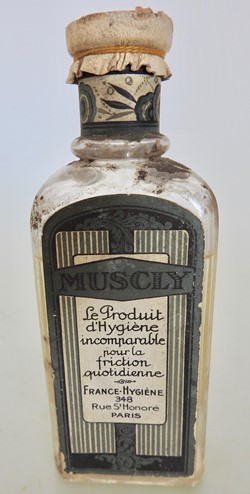 MUSCLY
Le Produit
d'Hygiène
incomparable
pour la
friction
quotidienne
FRANCE-HYGIÈNE
348
Rue St Honoré
PARIS